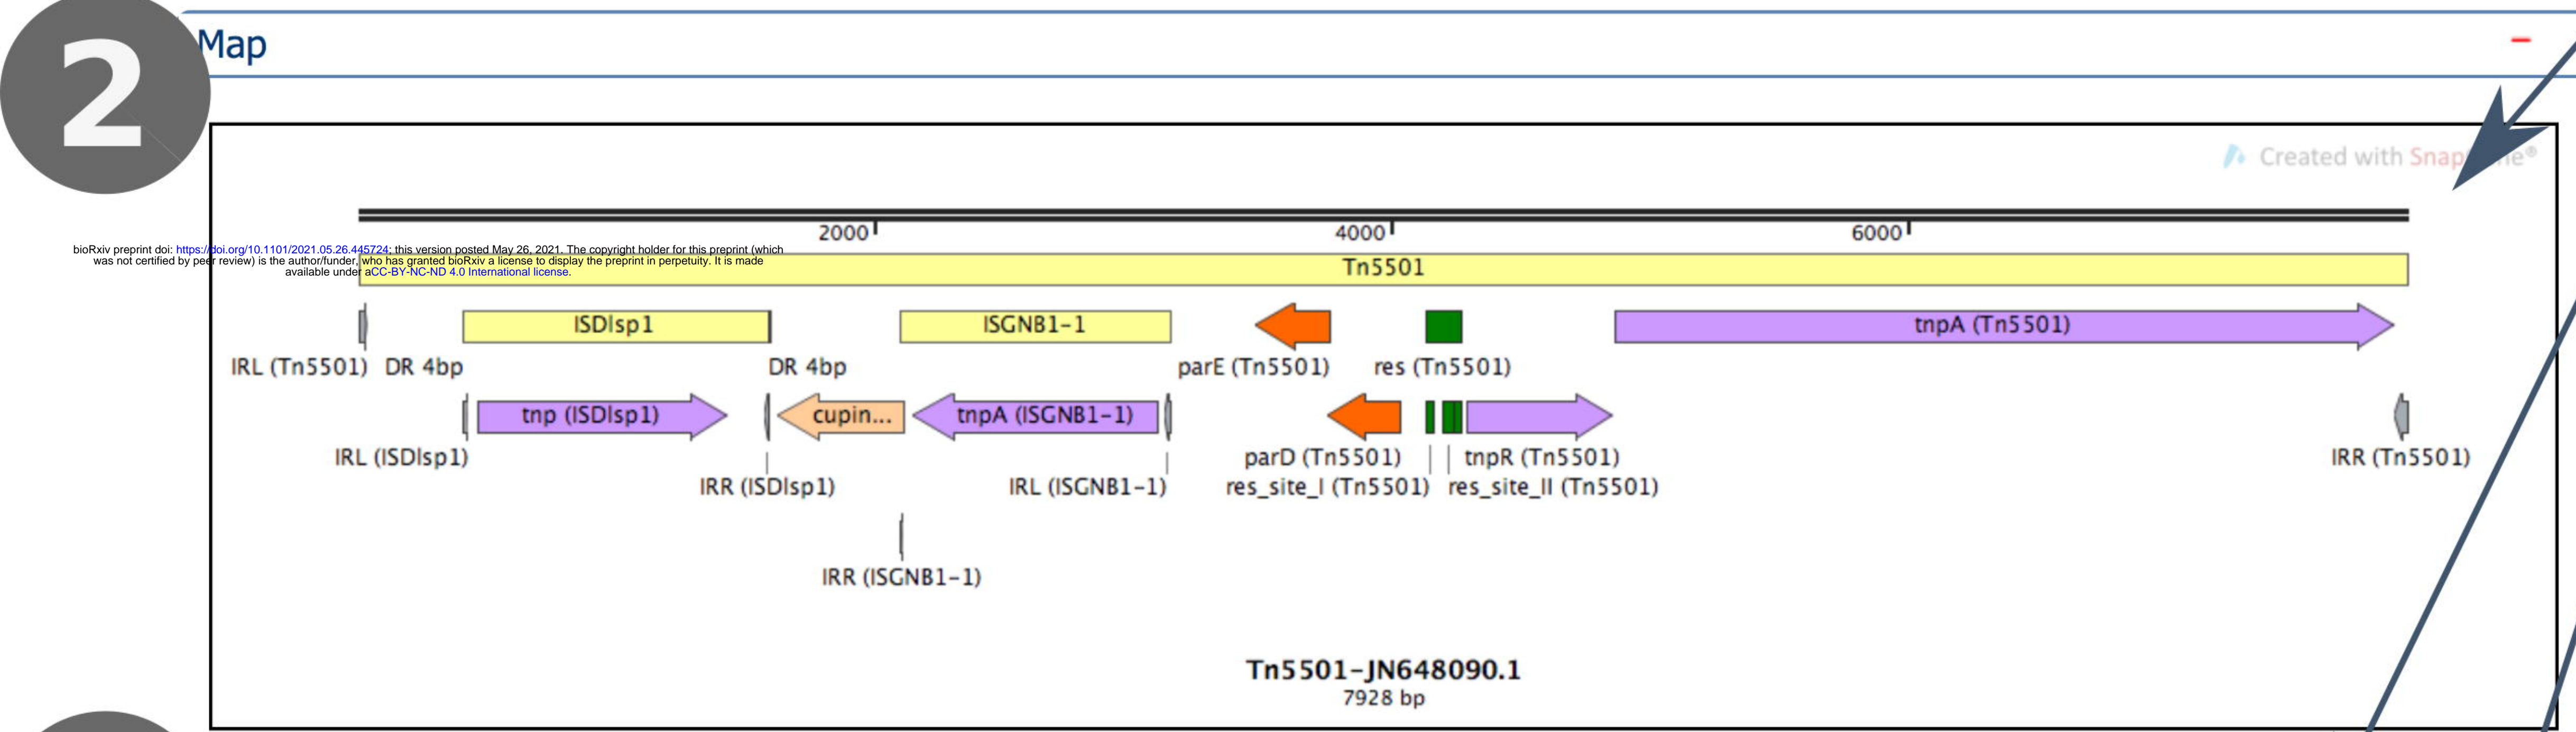 2
Map
Created with Snap
2000
4000
6000
bioRxiv preprint doi: https://doi.org/10.1101/2021.05.26.445724; this version posted May 26, 2021. The copyright holder for this preprint (which
was not certified by peer review) is the author/funder, who has granted bioRxiv a license to display the preprint in perpetuity. It is made
available under aCC-BY-NC-ND 4.0 International license.
Tn5501
ISDlsp1
ISGNB1-1
tnpA (Tn5501)
IRL (Tn5501)
DR 4bp
DR 4bp
parE (Tn5501)
res (Tn5501)
tnp (ISDlsp1)
cupin...
tnpA (ISGNB1-1)
IRL (ISDlsp1)
parD (Tn5501)
tnpR (Tn5501)
IRR (Tn5501)
IRR (ISDlsp1)
IRL (ISGNB1-1)
res_site_I (Tn5501)
res_site_II (Tn5501)
IRR (ISGNB1-1)
Tn5501-JN648090.1
7928 bp